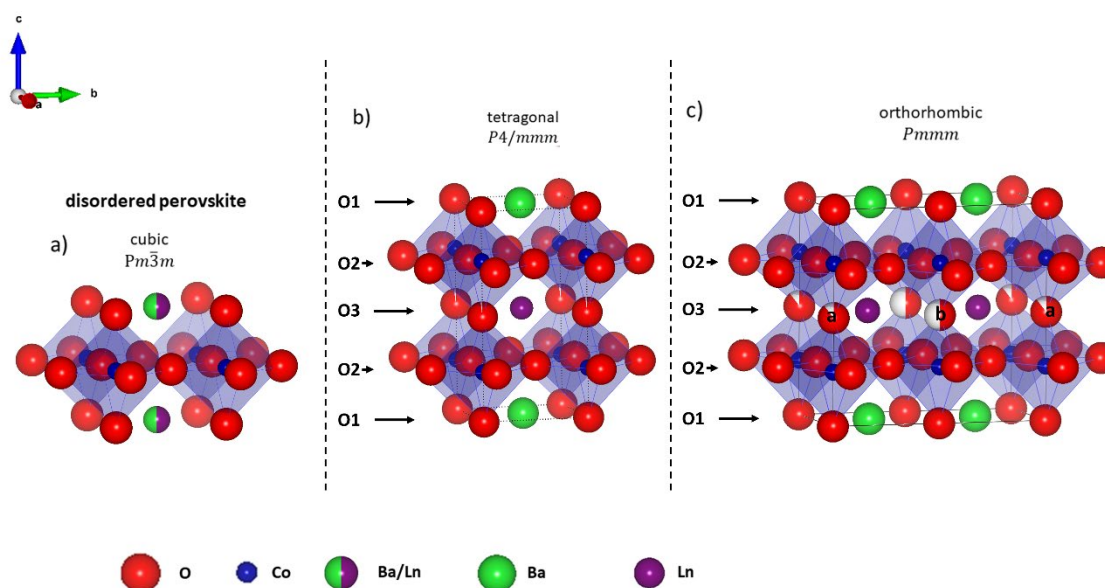 c
b
a
disordered perovskite
a)
cubic
Pm3̅m
b)
tetragonal
P4/mmm
O1
O2
O3
O2
O1
c)
orthorhombic
Pmmm
O1
O2
O3
a
b
a
O2
O1
O
Co
Ba/Ln
Ba
Ln